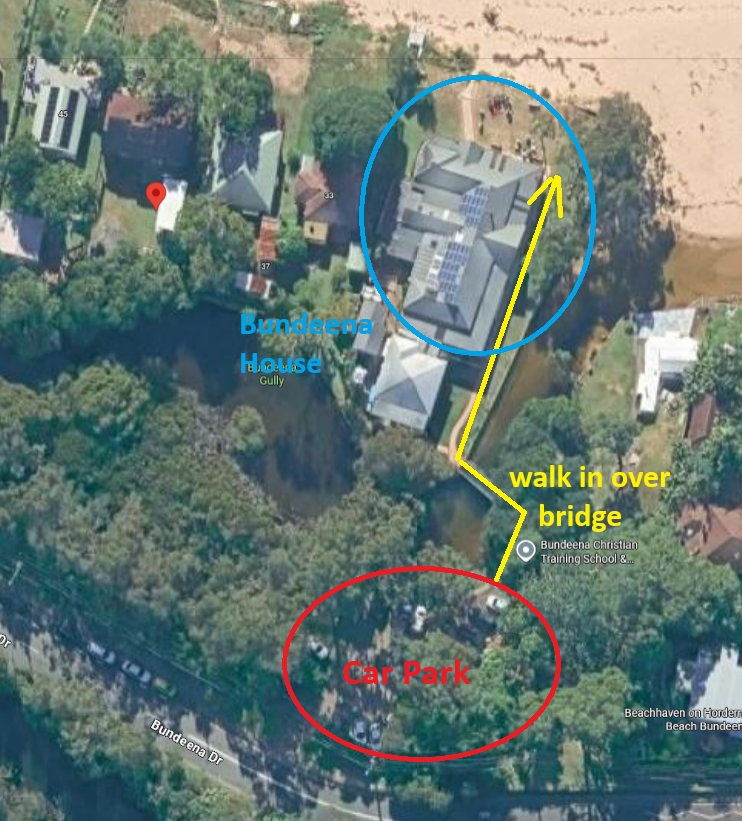 45
33
37
Bundeena
House
Gully
walk in over
bridge
Bundeena Christian
Training School &...
Car Park
Dr
Bundeena Dr
Beachhaven on Hordern
Beach Bundeen